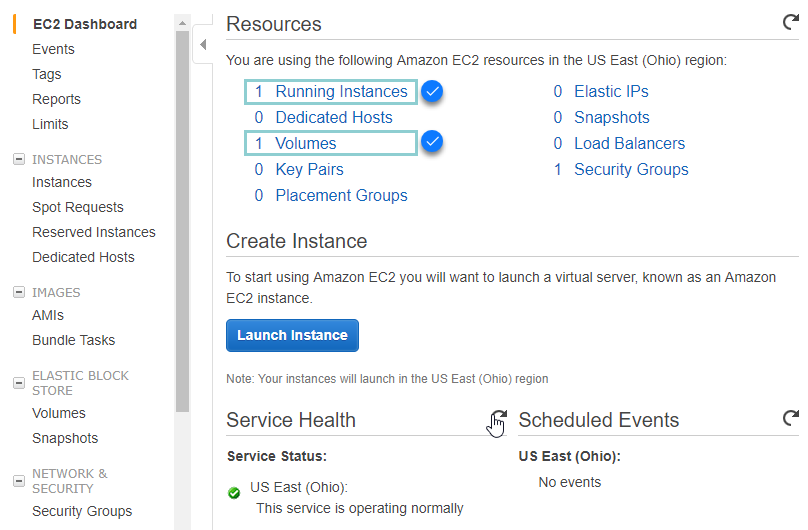 EC2 Dashboard
Events
Tags
Reports
Limits
INSTANCES
Instances
Spot Requests
Reserved Instances
Dedicated Hosts
IMAGES
AMIs
Bundle Tasks
ELASTIC BLOCK
STORE
Volumes
Snapshots
NETWORK &
SECURITY
Security Groups
Resources
You are using the following Amazon EC2 resources in the US East (Ohio) region:
1 Running Instances
0 Dedicated Hosts
1 Volumes
0 Key Pairs
0 Placement Groups
0 Elastic IPs
0 Snapshots
0 Load Balancers
1 Security Groups
Create Instance
To start using Amazon EC2 you will want to launch a virtual server, known as an Amazon
EC2 instance.
Launch Instance
Note: Your instances will launch in the US East (Ohio) region
Service Health
Service Status:
US East (Ohio):
This service is operating normally
Scheduled Events
US East (Ohio):
No events